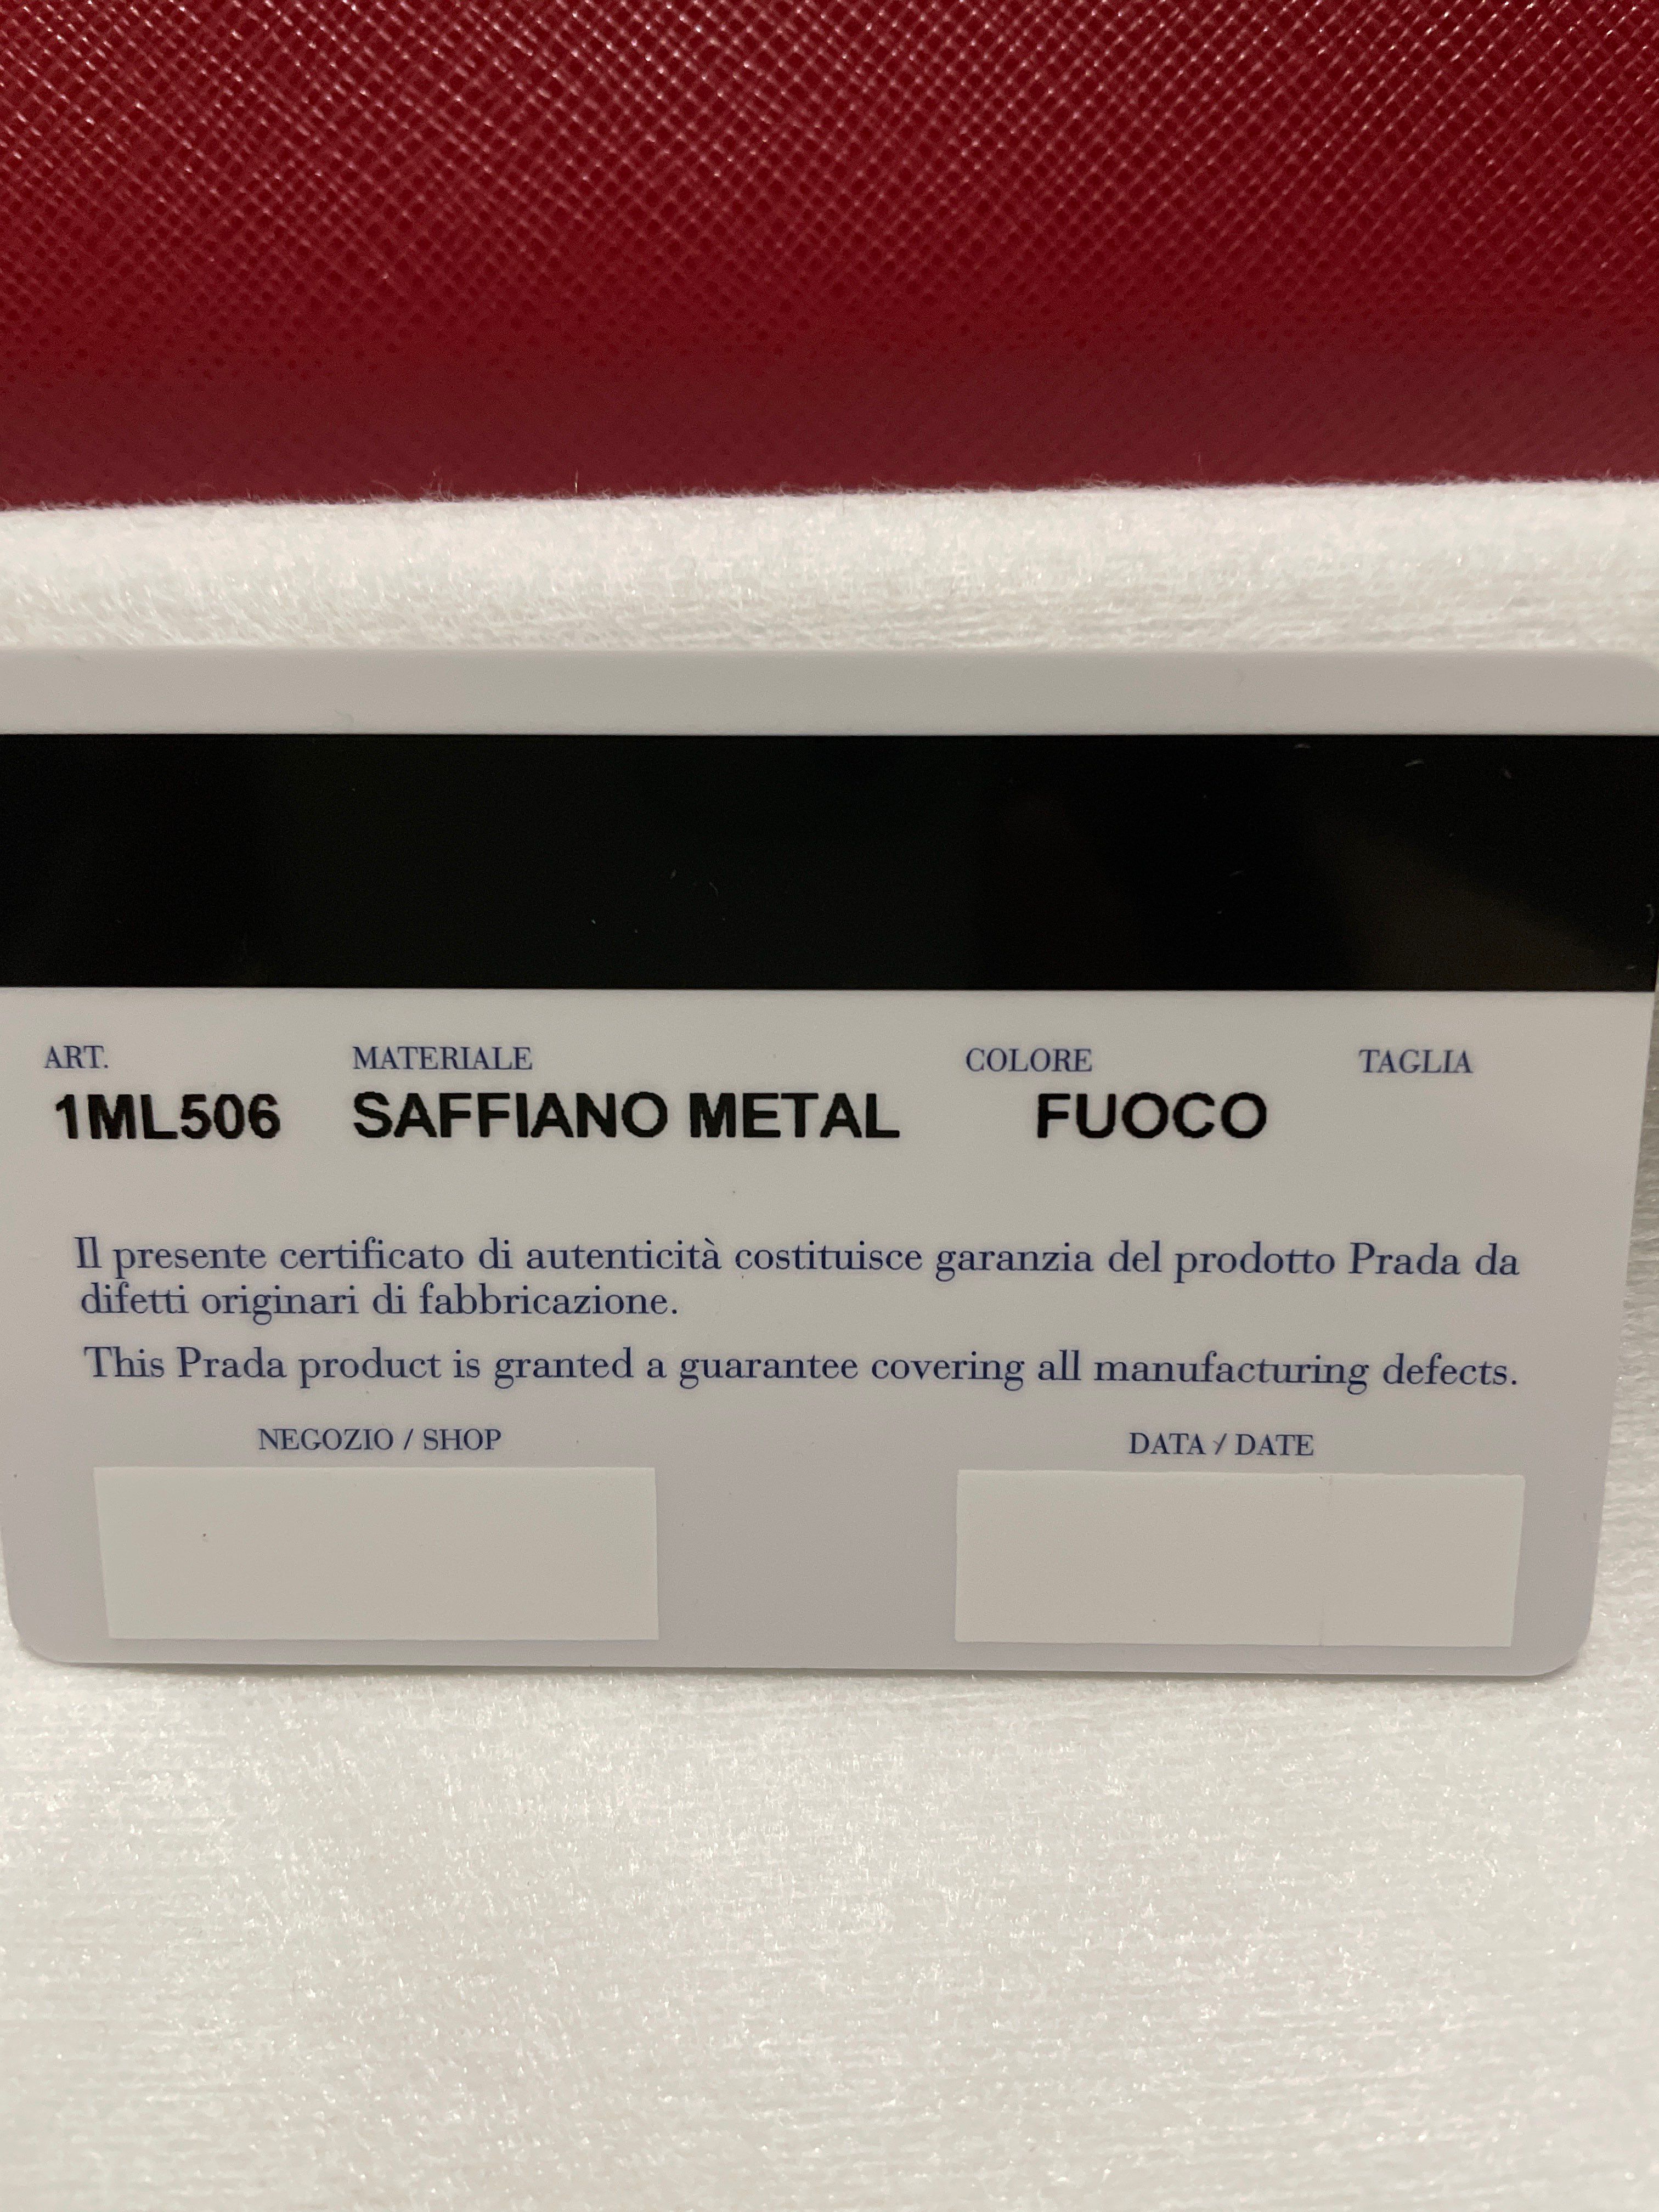 ART. MATERIALE COLORE TAGLIA
1ML506 SAFFIANO METAL FUOCO
Il presente certificato di autenticità costituisce garanzia del prodotto Prada da
difetti originari di fabbricazione.
This Prada product is granted a guarantee covering all manufacturing defects.
NEGOZIO / SHOP DATA / DATE